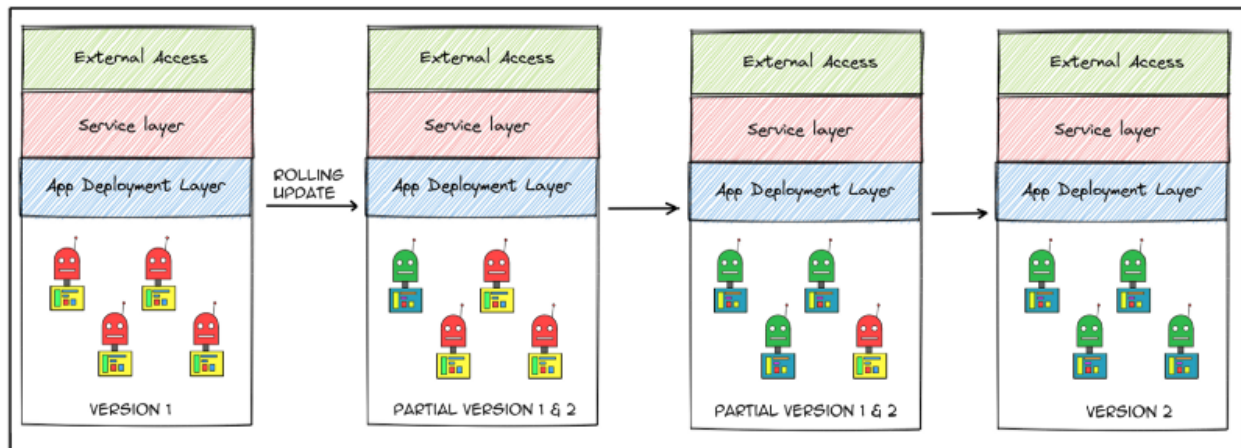 External Access
Service layer
App Deployment Layer
VERSION 1
ROLLING
UPDATE
External Access
Service layer
App Deployment Layer
PARTIAL VERSION 1 & 2
External Access
Service layer
App Deployment Layer
PARTIAL VERSION 1 & 2
External Access
Service layer
App Deployment Layer
VERSION 2